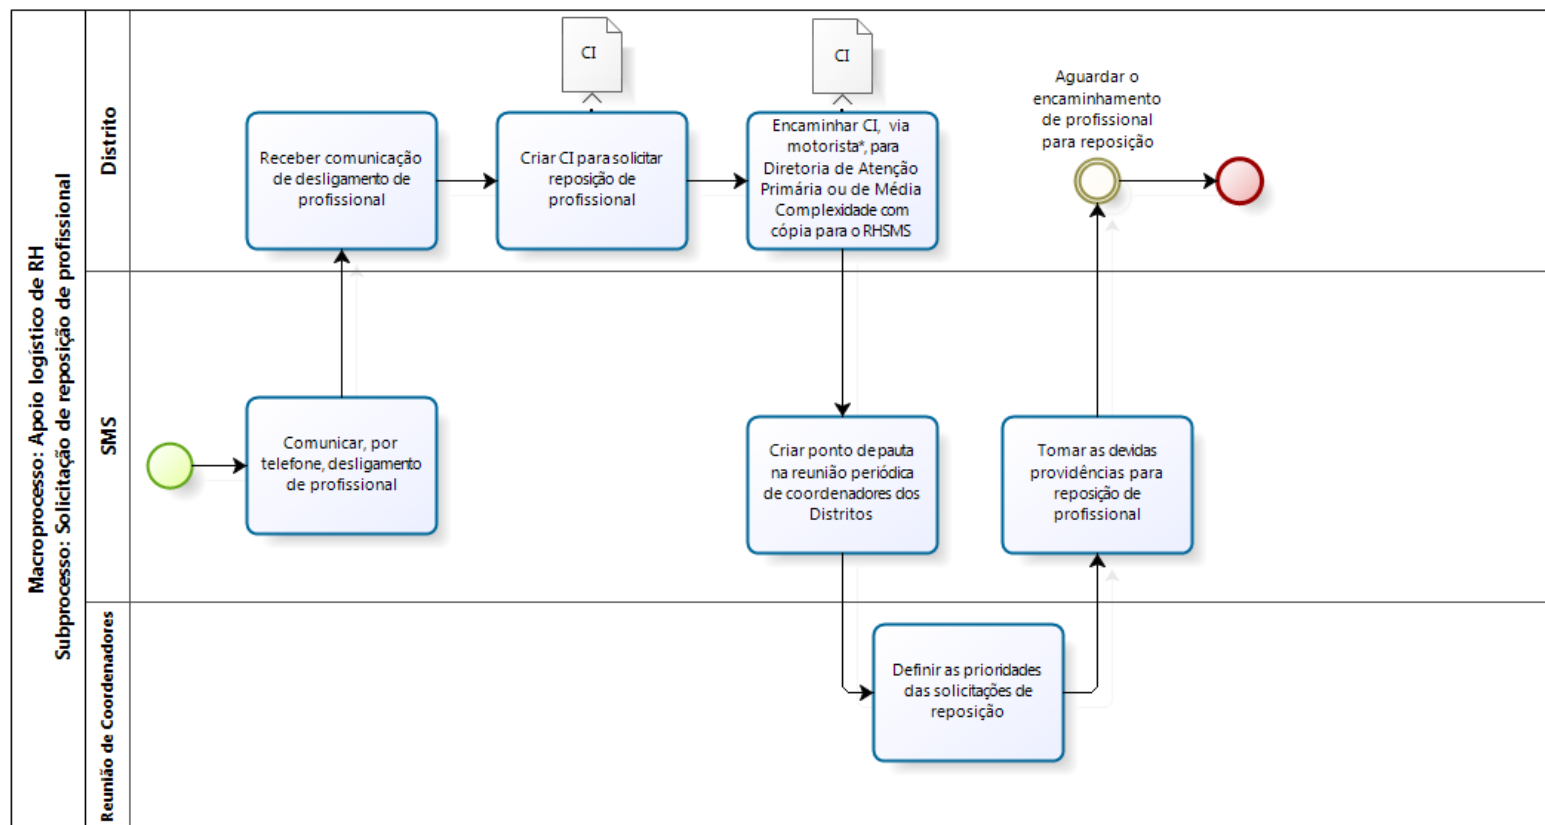 Macroprocesso: Apoio logístico de RH
Subprocesso: Solicitação de reposição de profissional
Distrito
CI
CI
Receber comunicação
de desligamento de
profissional
Criar CI para solicitar
reposição de
profissional
Encaminhar CI, via
motorista*, para
Diretoria de Atenção
Primária ou de Média
Complexidade com
cópia para o RHSMS
Aguardar o
encaminhamento
de profissional
para reposição
SMS
Comunicar, por
telefone, desligamento
de profissional
Criar ponto de pauta
na reunião periódica
de coordenadores dos
Distritos
Tomar as devidas
providências para
reposição de
profissional
Reunião de Coordenadores
Definir as prioridades
das solicitações de
reposição